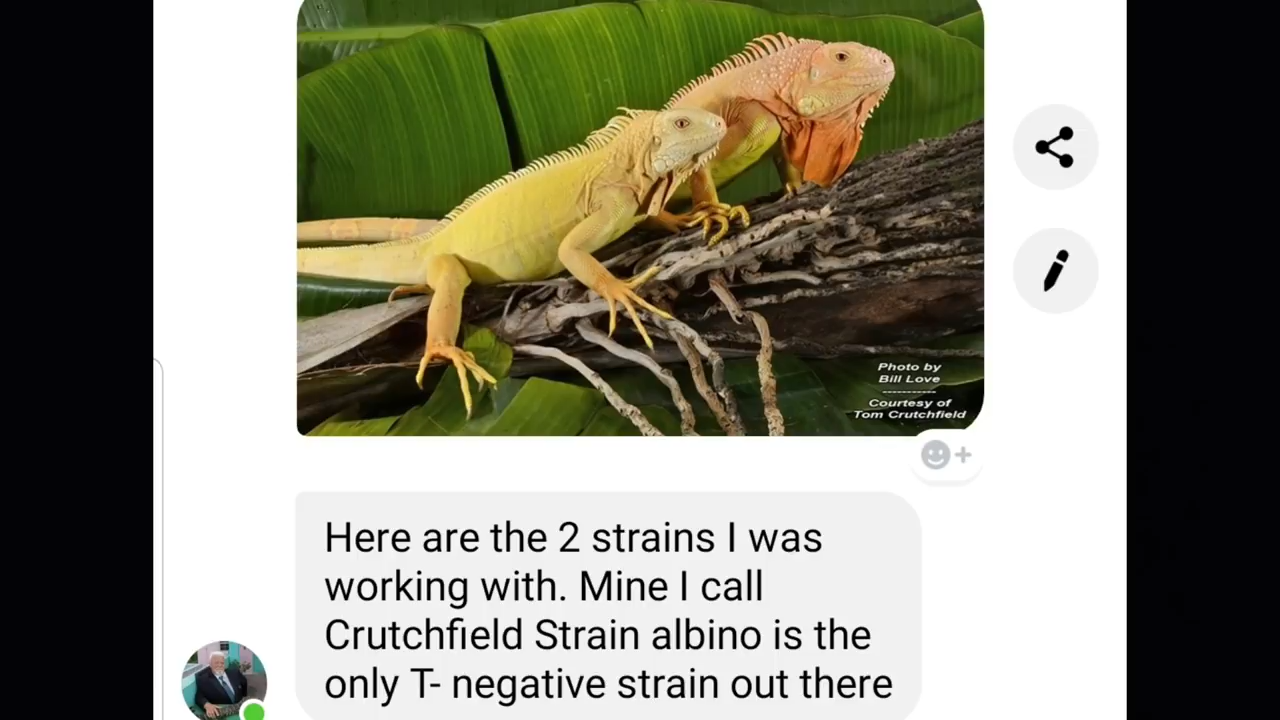 Photo by
Bill Love
-----------
Courtesy of
Tom Crutchfield
Here are the 2 strains I was
working with. Mine I call
Crutchfield Strain albino is the
only T- negative strain out there